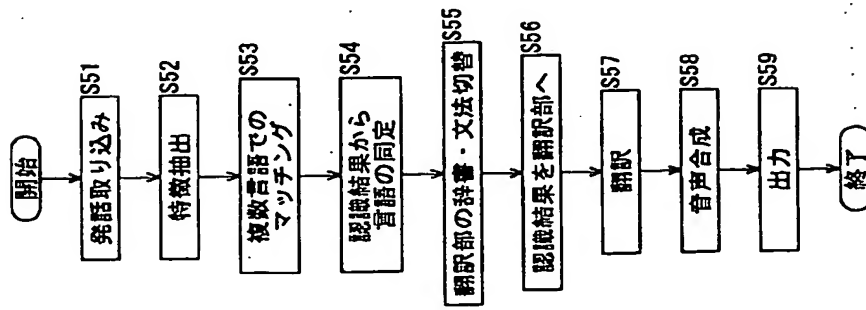 開始
S51
発話取り込み
S52
特徴抽出
S53
複数言語での
マッチング
S54
認識結果から
言語の同定
S55
翻訳部の辞書・文法切替
S56
認識結果を翻訳部へ
S57
翻訳
S58
音声合成
S59
出力
終了